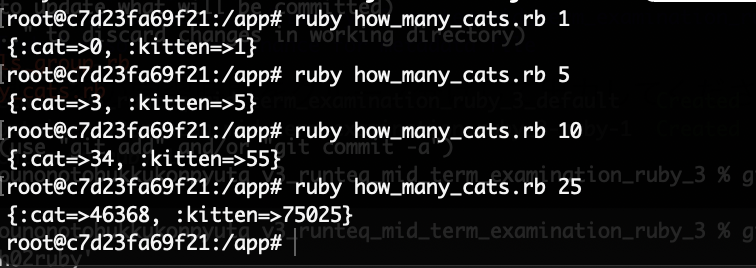 root@c7d23fa69f21:/app# ruby how_many_cats.rb 1
{:cat=>0, :kitten=>1}
root@c7d23fa69f21:/app# ruby how_many_cats.rb 5
{:cat=>3, :kitten=>5}
root@c7d23fa69f21:/app# ruby how_many_cats.rb 10
{:cat=>34, :kitten=>55}
root@c7d23fa69f21:/app# ruby how_many_cats.rb 25
{:cat=>46368, :kitten=>75025}
root@c7d23fa69f21:/app#